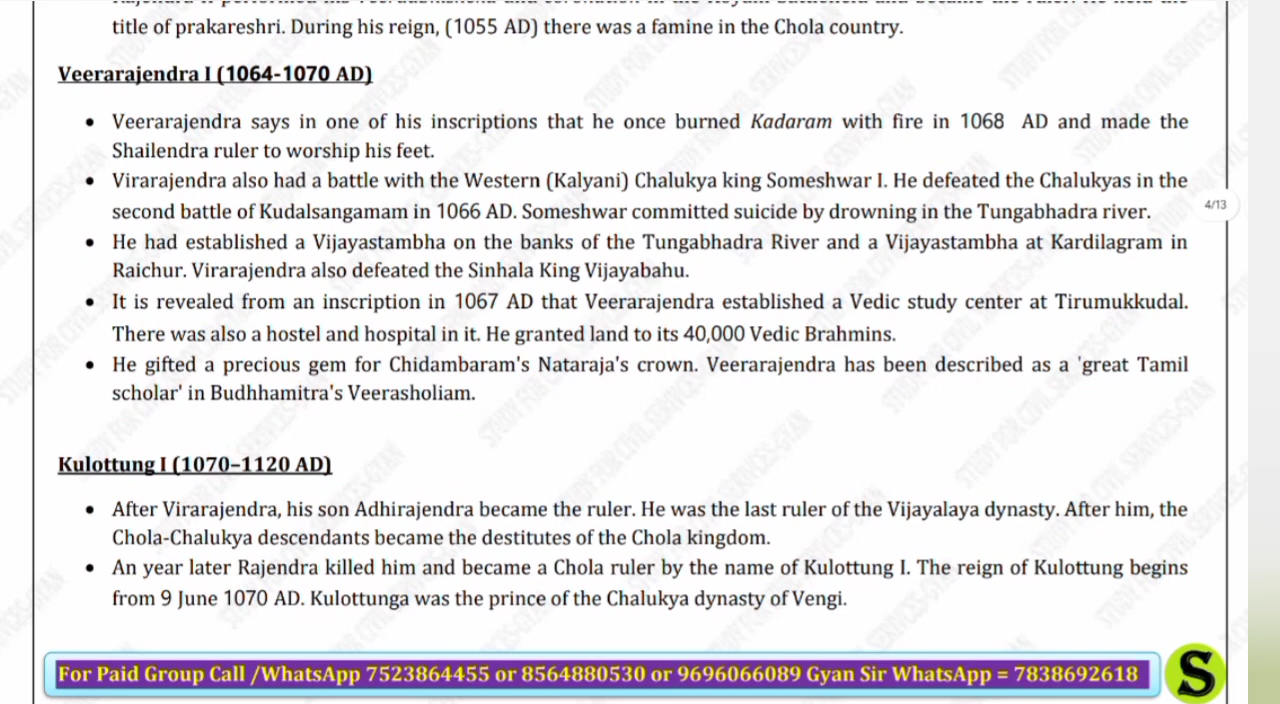 title of prakareshri. During his reign, (1055 AD) there was a famine in the Chola country.
Veerarajendra I (1064-1070 AD)
• Veerarajendra says in one of his inscriptions that he once burned Kadaram with fire in 1068 AD and made the
Shailendra ruler to worship his feet.
• Virarajendra also had a battle with the Western (Kalyani) Chalukya king Someshwar I. He defeated the Chalukyas in the
second battle of Kudalsangamam in 1066 AD. Someshwar committed suicide by drowning in the Tungabhadra river.
4/13
• He had established a Vijayastambha on the banks of the Tungabhadra River and a Vijayastambha at Kardilagram in
Raichur. Virarajendra also defeated the Sinhala King Vijayabahu.
• It is revealed from an inscription in 1067 AD that Veerarajendra established a Vedic study center at Tirumukkudal.
There was also a hostel and hospital in it. He granted land to its 40,000 Vedic Brahmins.
• He gifted a precious gem for Chidambaram's Nataraja's crown. Veerarajendra has been described as a 'great Tamil
scholar' in Budhhamitra's Veerasholiam.
Kulottung I (1070–1120 AD)
• After Virarajendra, his son Adhirajendra became the ruler. He was the last ruler of the Vijayalaya dynasty. After him, the
Chola-Chalukya descendants became the destitutes of the Chola kingdom.
• An year later Rajendra killed him and became a Chola ruler by the name of Kulottung I. The reign of Kulottung begins
from 9 June 1070 AD. Kulottunga was the prince of the Chalukya dynasty of Vengi.
For Paid Group Call /WhatsApp 7523864455 or 8564880530 or 9696066089 Gyan Sir WhatsApp = 7838692618
S